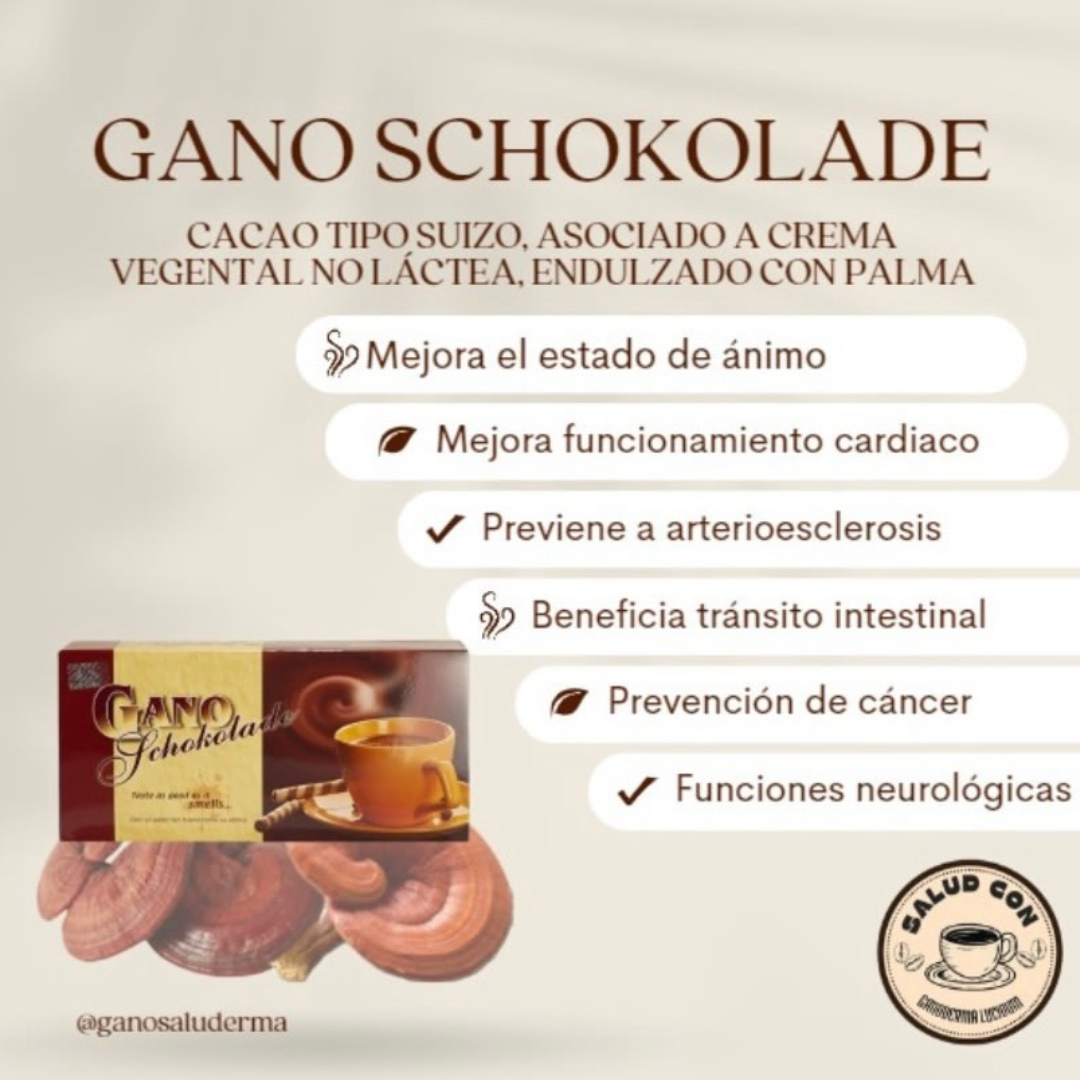 GANO SCHOKOLADE
CACAO TIPO SUIZO, ASOCIADO A CREMA
VEGENTAL NO LÁCTEA, ENDULZADO CON PALMA
Mejora el estado de ánimo
Mejora funcionamiento cardiaco
Previene a arterioesclerosis
Beneficia tránsito intestinal
Prevención de cáncer
Funciones neurológicas
GANO
Schokolade
Taste as good as it
smells...
SALUD CON
GANODERMA LUCIDUM
@ganosaluderma